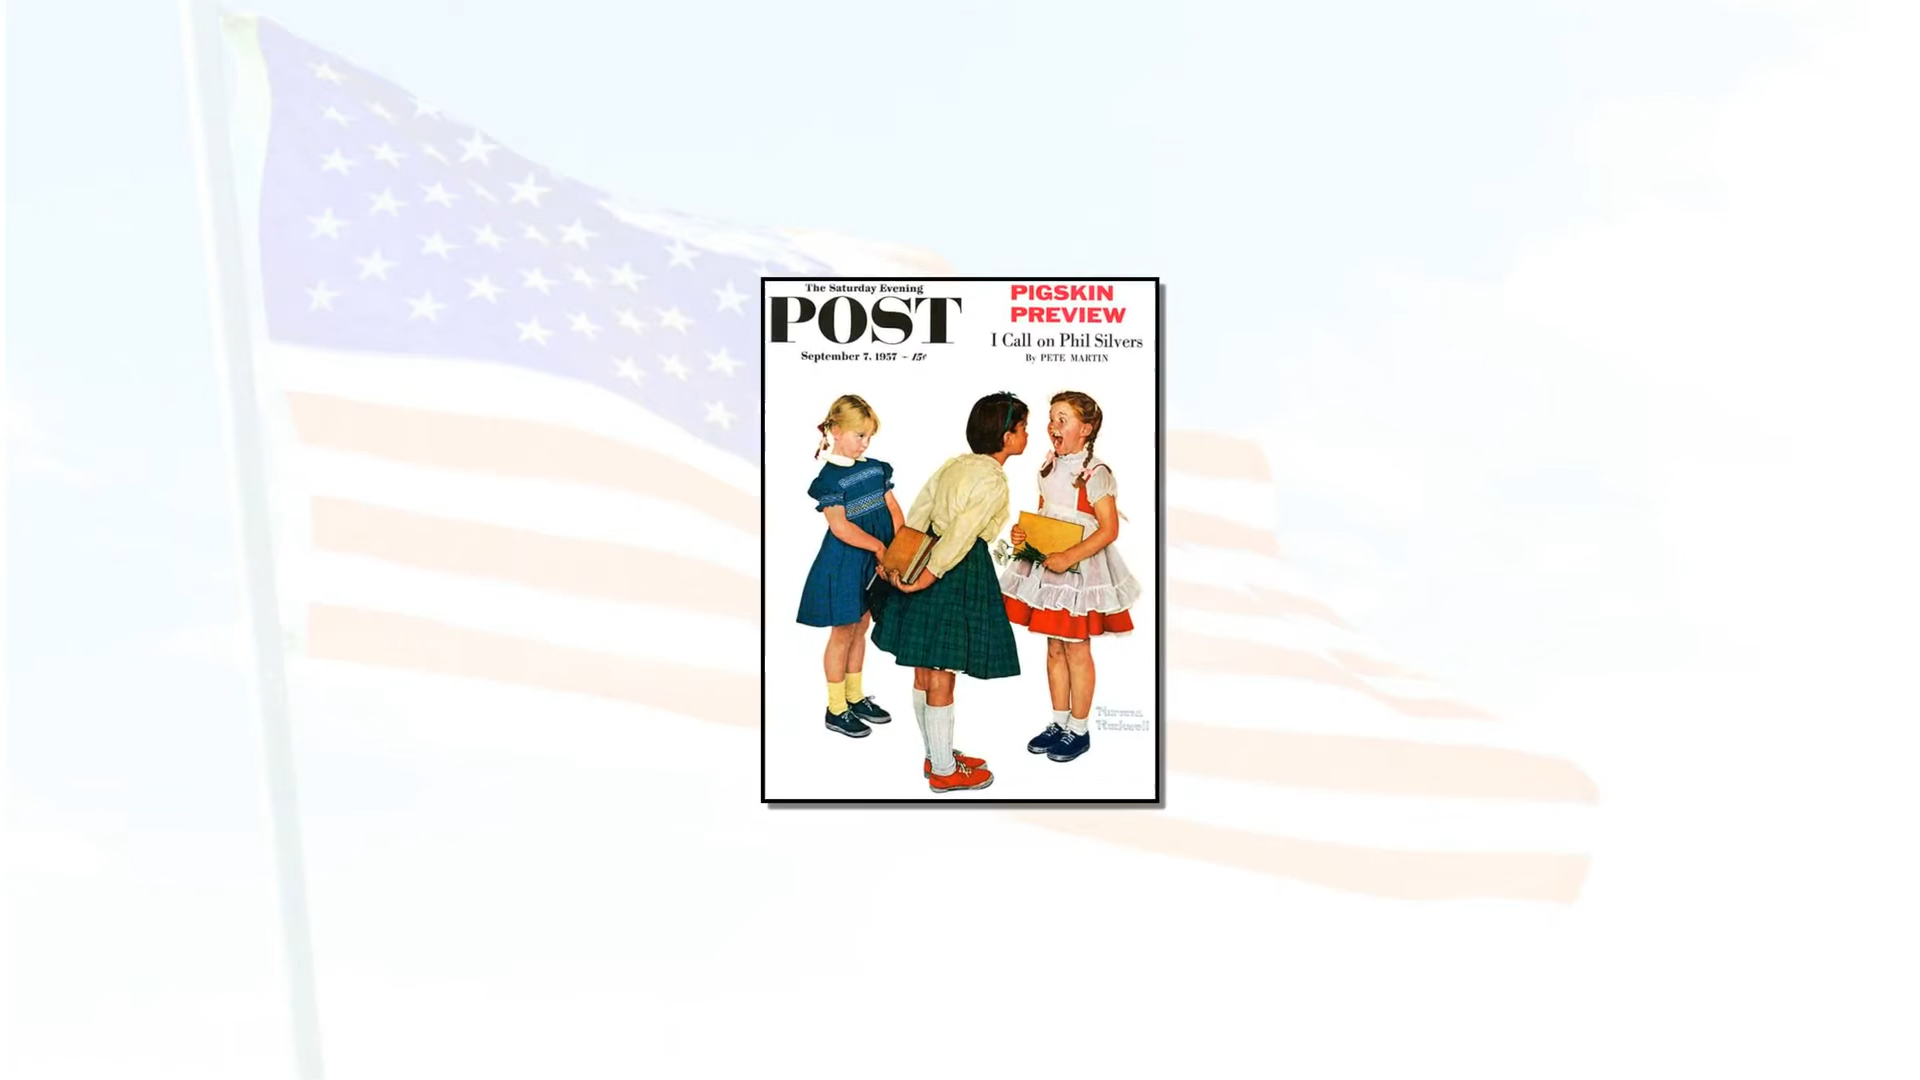 The Saturday Evening
POST
September 7, 1957 – 15¢
PIGSKIN
PREVIEW
I Call on Phil Silvers
By PETE MARTIN
Norman
Rockwell